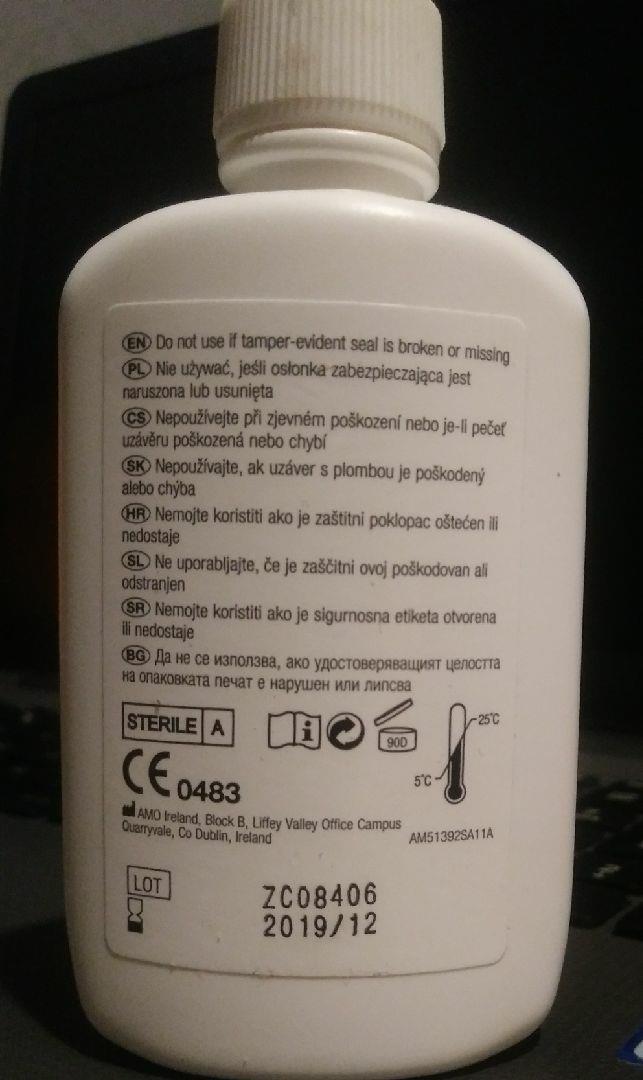 EN Do not use if tamper-evident seal is broken or missing
PL Nie używać, jeśli osłonka zabezpieczająca jest
naruszona lub usunięta
CS Nepoužívejte při zjevném poškození nebo je-li pečeť
uzávěru poškozená nebo chybí
SK Nepoužívajte, ak uzáver s plombou je poškodený
alebo chýba
HR Nemojte koristiti ako je zaštitni poklopac oštećen ili
nedostaje
SL Ne uporabljajte, če je zaščitni ovoj poškodovan ali
odstranjen
SR Nemojte koristiti ako je sigurnosna etiketa otvorena
ili nedostaje
BG Да не се използва, ако удостоверяващият целостта
на опаковката печат е нарушен или липсва
STERILE A i 90D 25°C
5°C
CE 0483
AMO Ireland, Block B, Liffey Valley Office Campus
Quarryvale, Co Dublin, Ireland AM51392SA11A
LOT ZC08406
2019/12